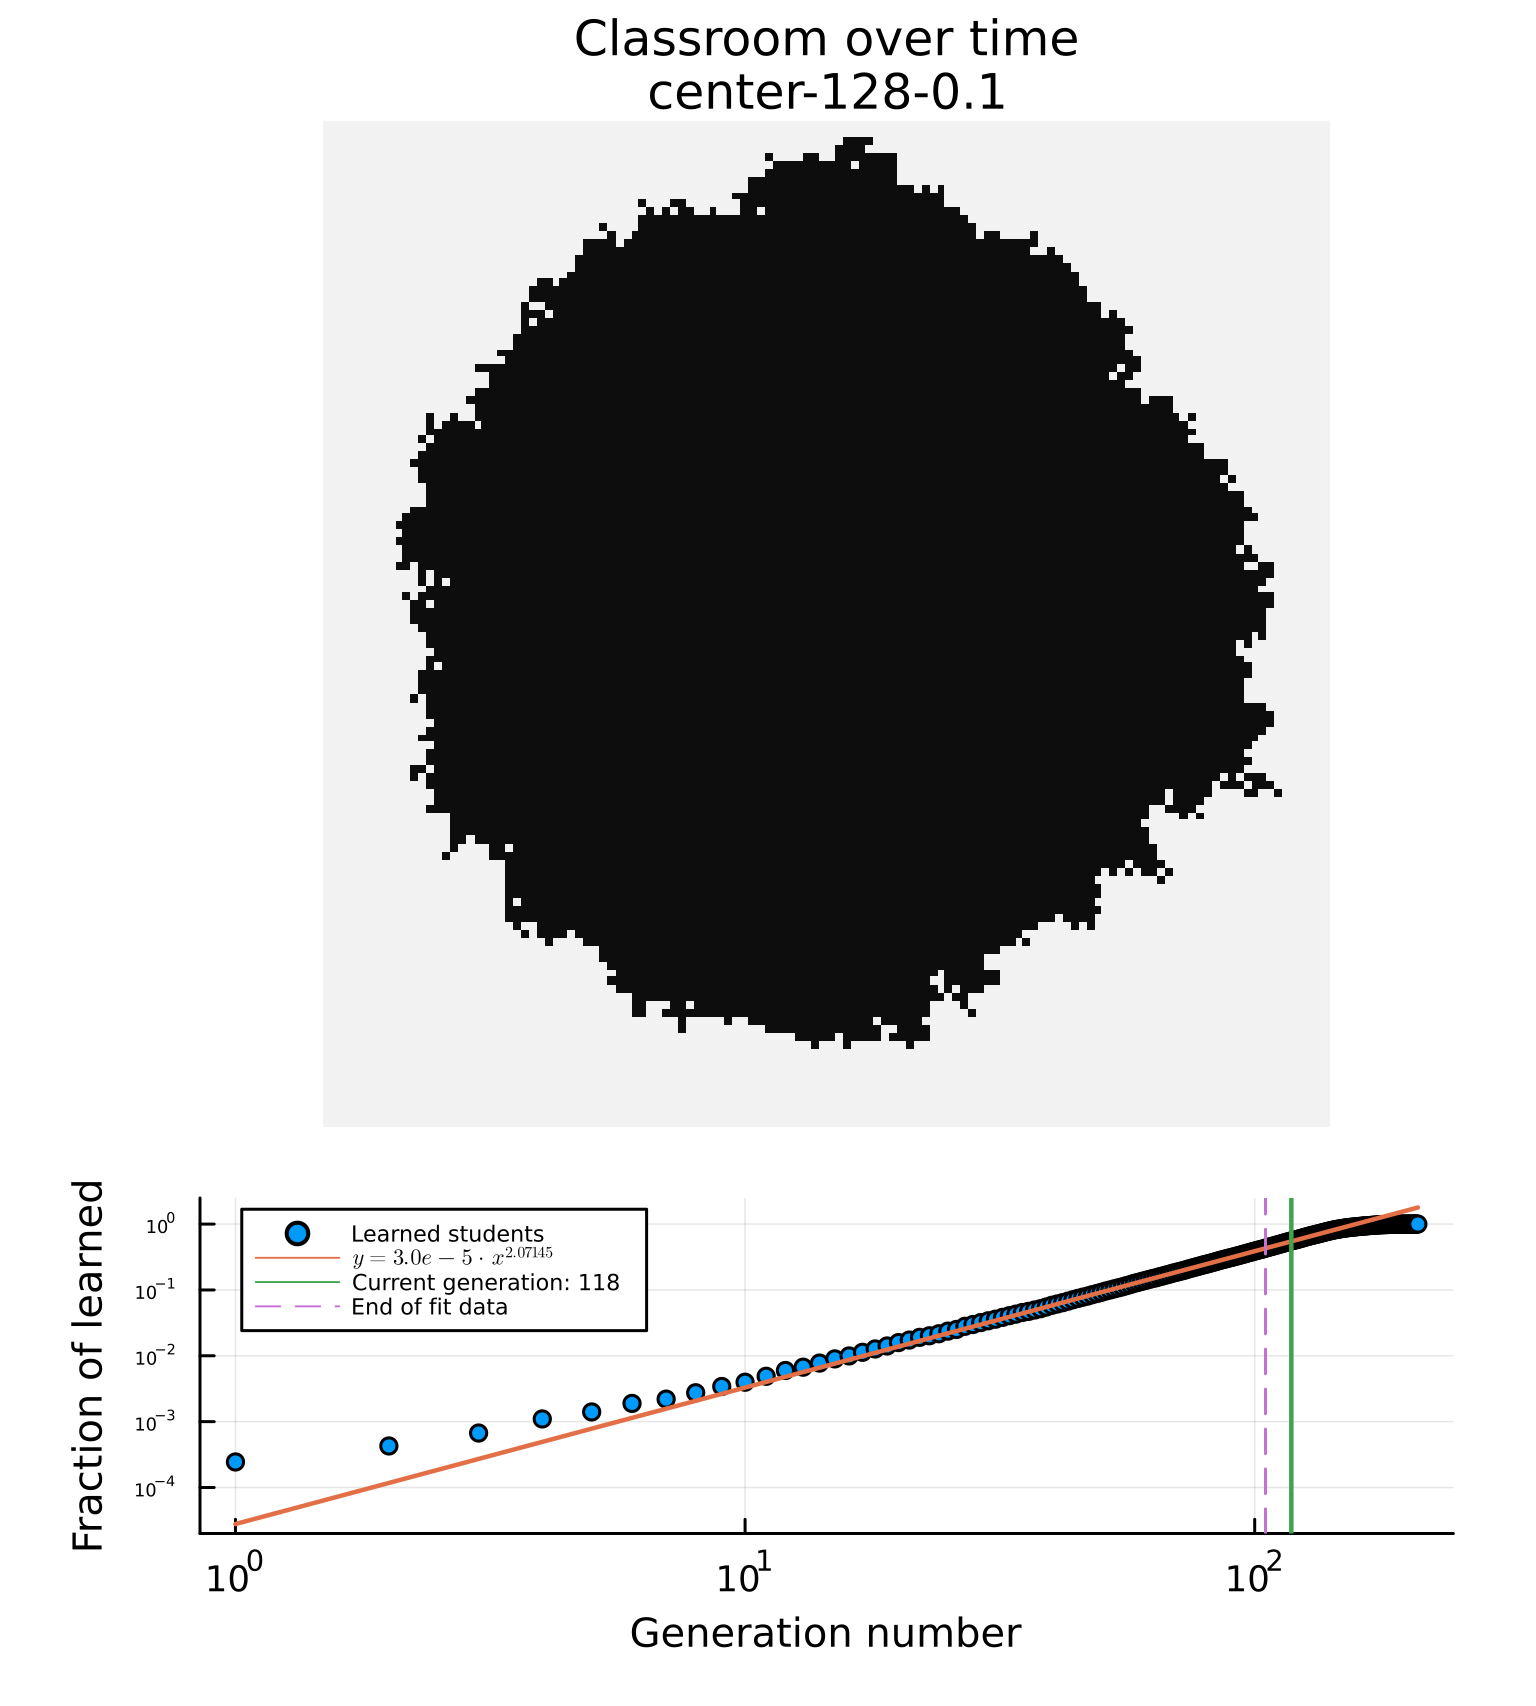 Classroom over time
center-128-0.1
Fraction of learned
10^0
10^−1
10^−2
10^−3
10^−4
Learned students
y = 3.0e − 5 · x^2.07145
Current generation: 118
End of fit data
10^0 10^1 10^2
Generation number